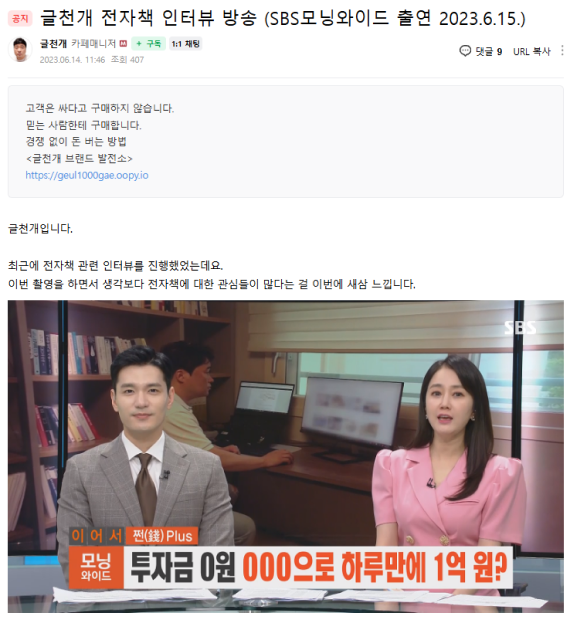 공지 글천개 전자책 인터뷰 방송 (SBS모닝와이드 출연 2023.6.15.)
글천개 카페매니저 + 구독 1:1 채팅
2023.06.14. 11:46 조회 407
댓글 9 URL 복사
고객은 싸다고 구매하지 않습니다.
믿는 사람한테 구매합니다.
경쟁 없이 돈 버는 방법
<글천개 브랜드 발전소>
https://geul1000gae.oopy.io
글천개입니다.
최근에 전자책 관련 인터뷰를 진행했었는데요.
이번 촬영을 하면서 생각보다 전자책에 대한 관심들이 많다는 걸 이번에 새삼 느낍니다.
SBS
이어서 쩐(錢) Plus
모닝
와이드
투자금 0원 OOO으로 하루만에 1억 원?